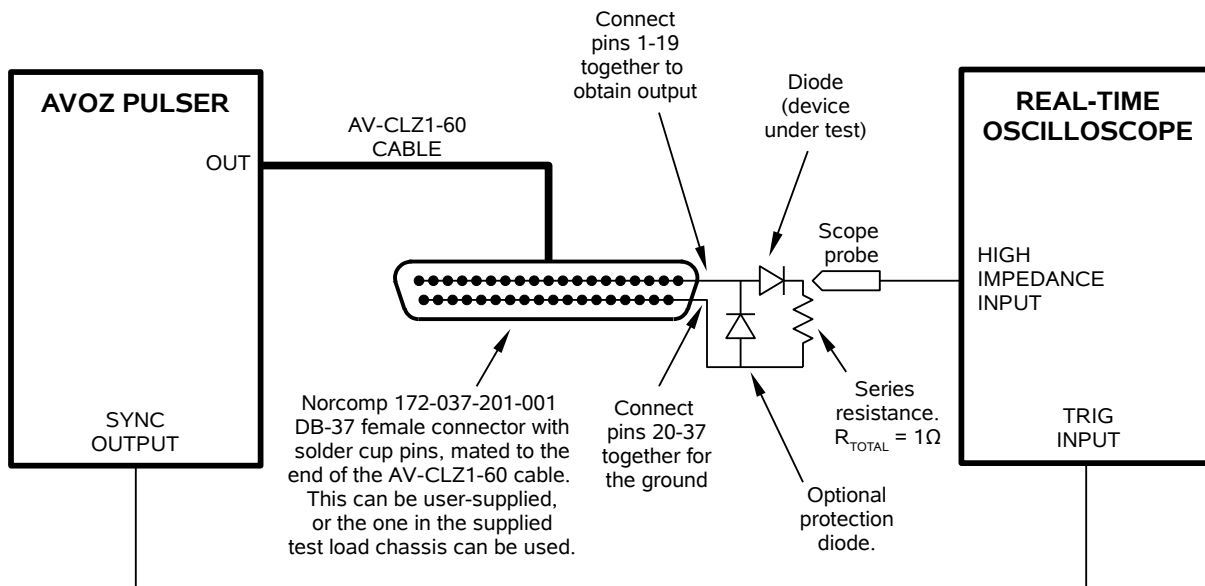 Connect
pins 1-19
together to
obtain output
Diode
(device
under test)
AVOZ PULSER
REAL-TIME
OSCILLOSCOPE
AV-CLZ1-60
CABLE
OUT
Scope
probe
HIGH
IMPEDANCE
INPUT
Norcomp 172-037-201-001
DB-37 female connector with
solder cup pins, mated to the
end of the AV-CLZ1-60 cable.
This can be user-supplied,
or the one in the supplied
test load chassis can be used.
Connect
pins 20-37
together for
the ground
Series
resistance.
R_TOTAL = 1Ω
Optional
protection
diode.
SYNC
OUTPUT
TRIG
INPUT